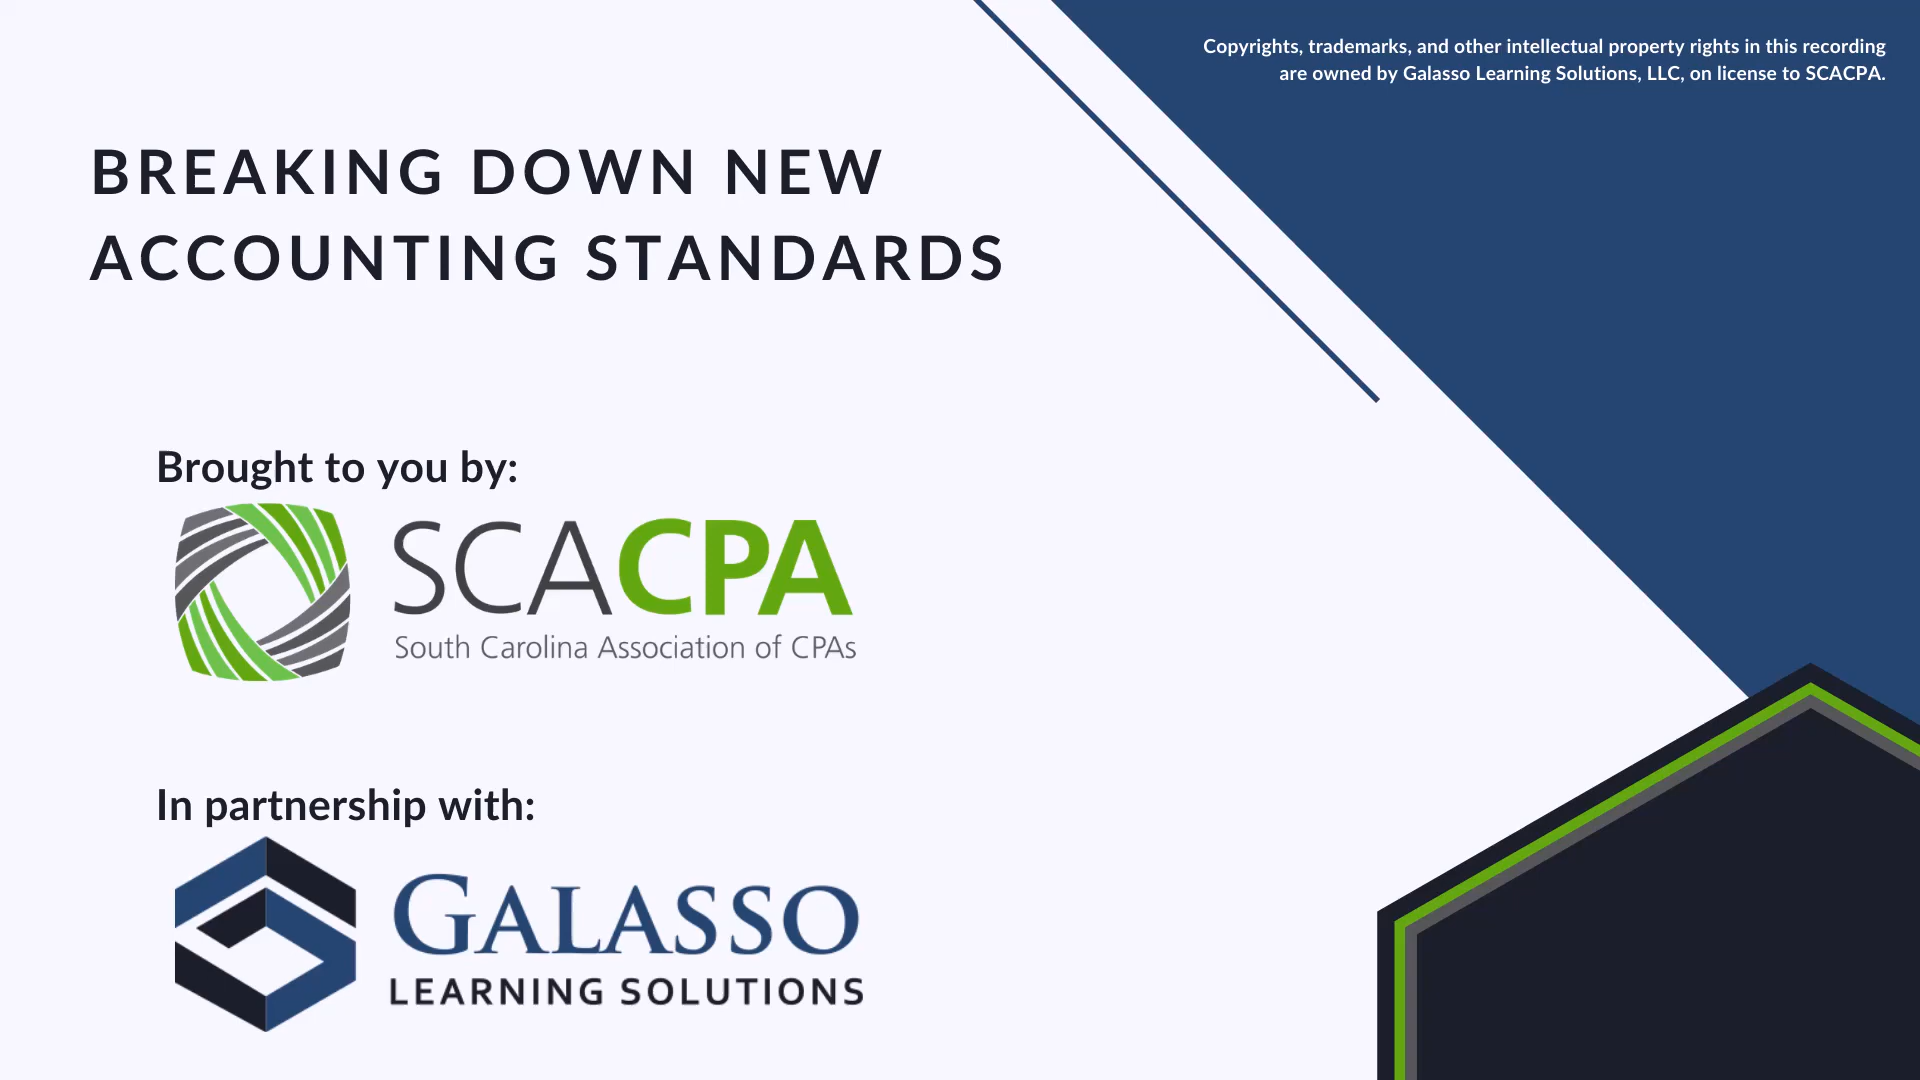 Copyrights, trademarks, and other intellectual property rights in this recording
are owned by Galasso Learning Solutions, LLC, on license to SCACPA.
BREAKING DOWN NEW
ACCOUNTING STANDARDS
Brought to you by:
SCACPA
South Carolina Association of CPAs
In partnership with:
GALASSO
LEARNING SOLUTIONS